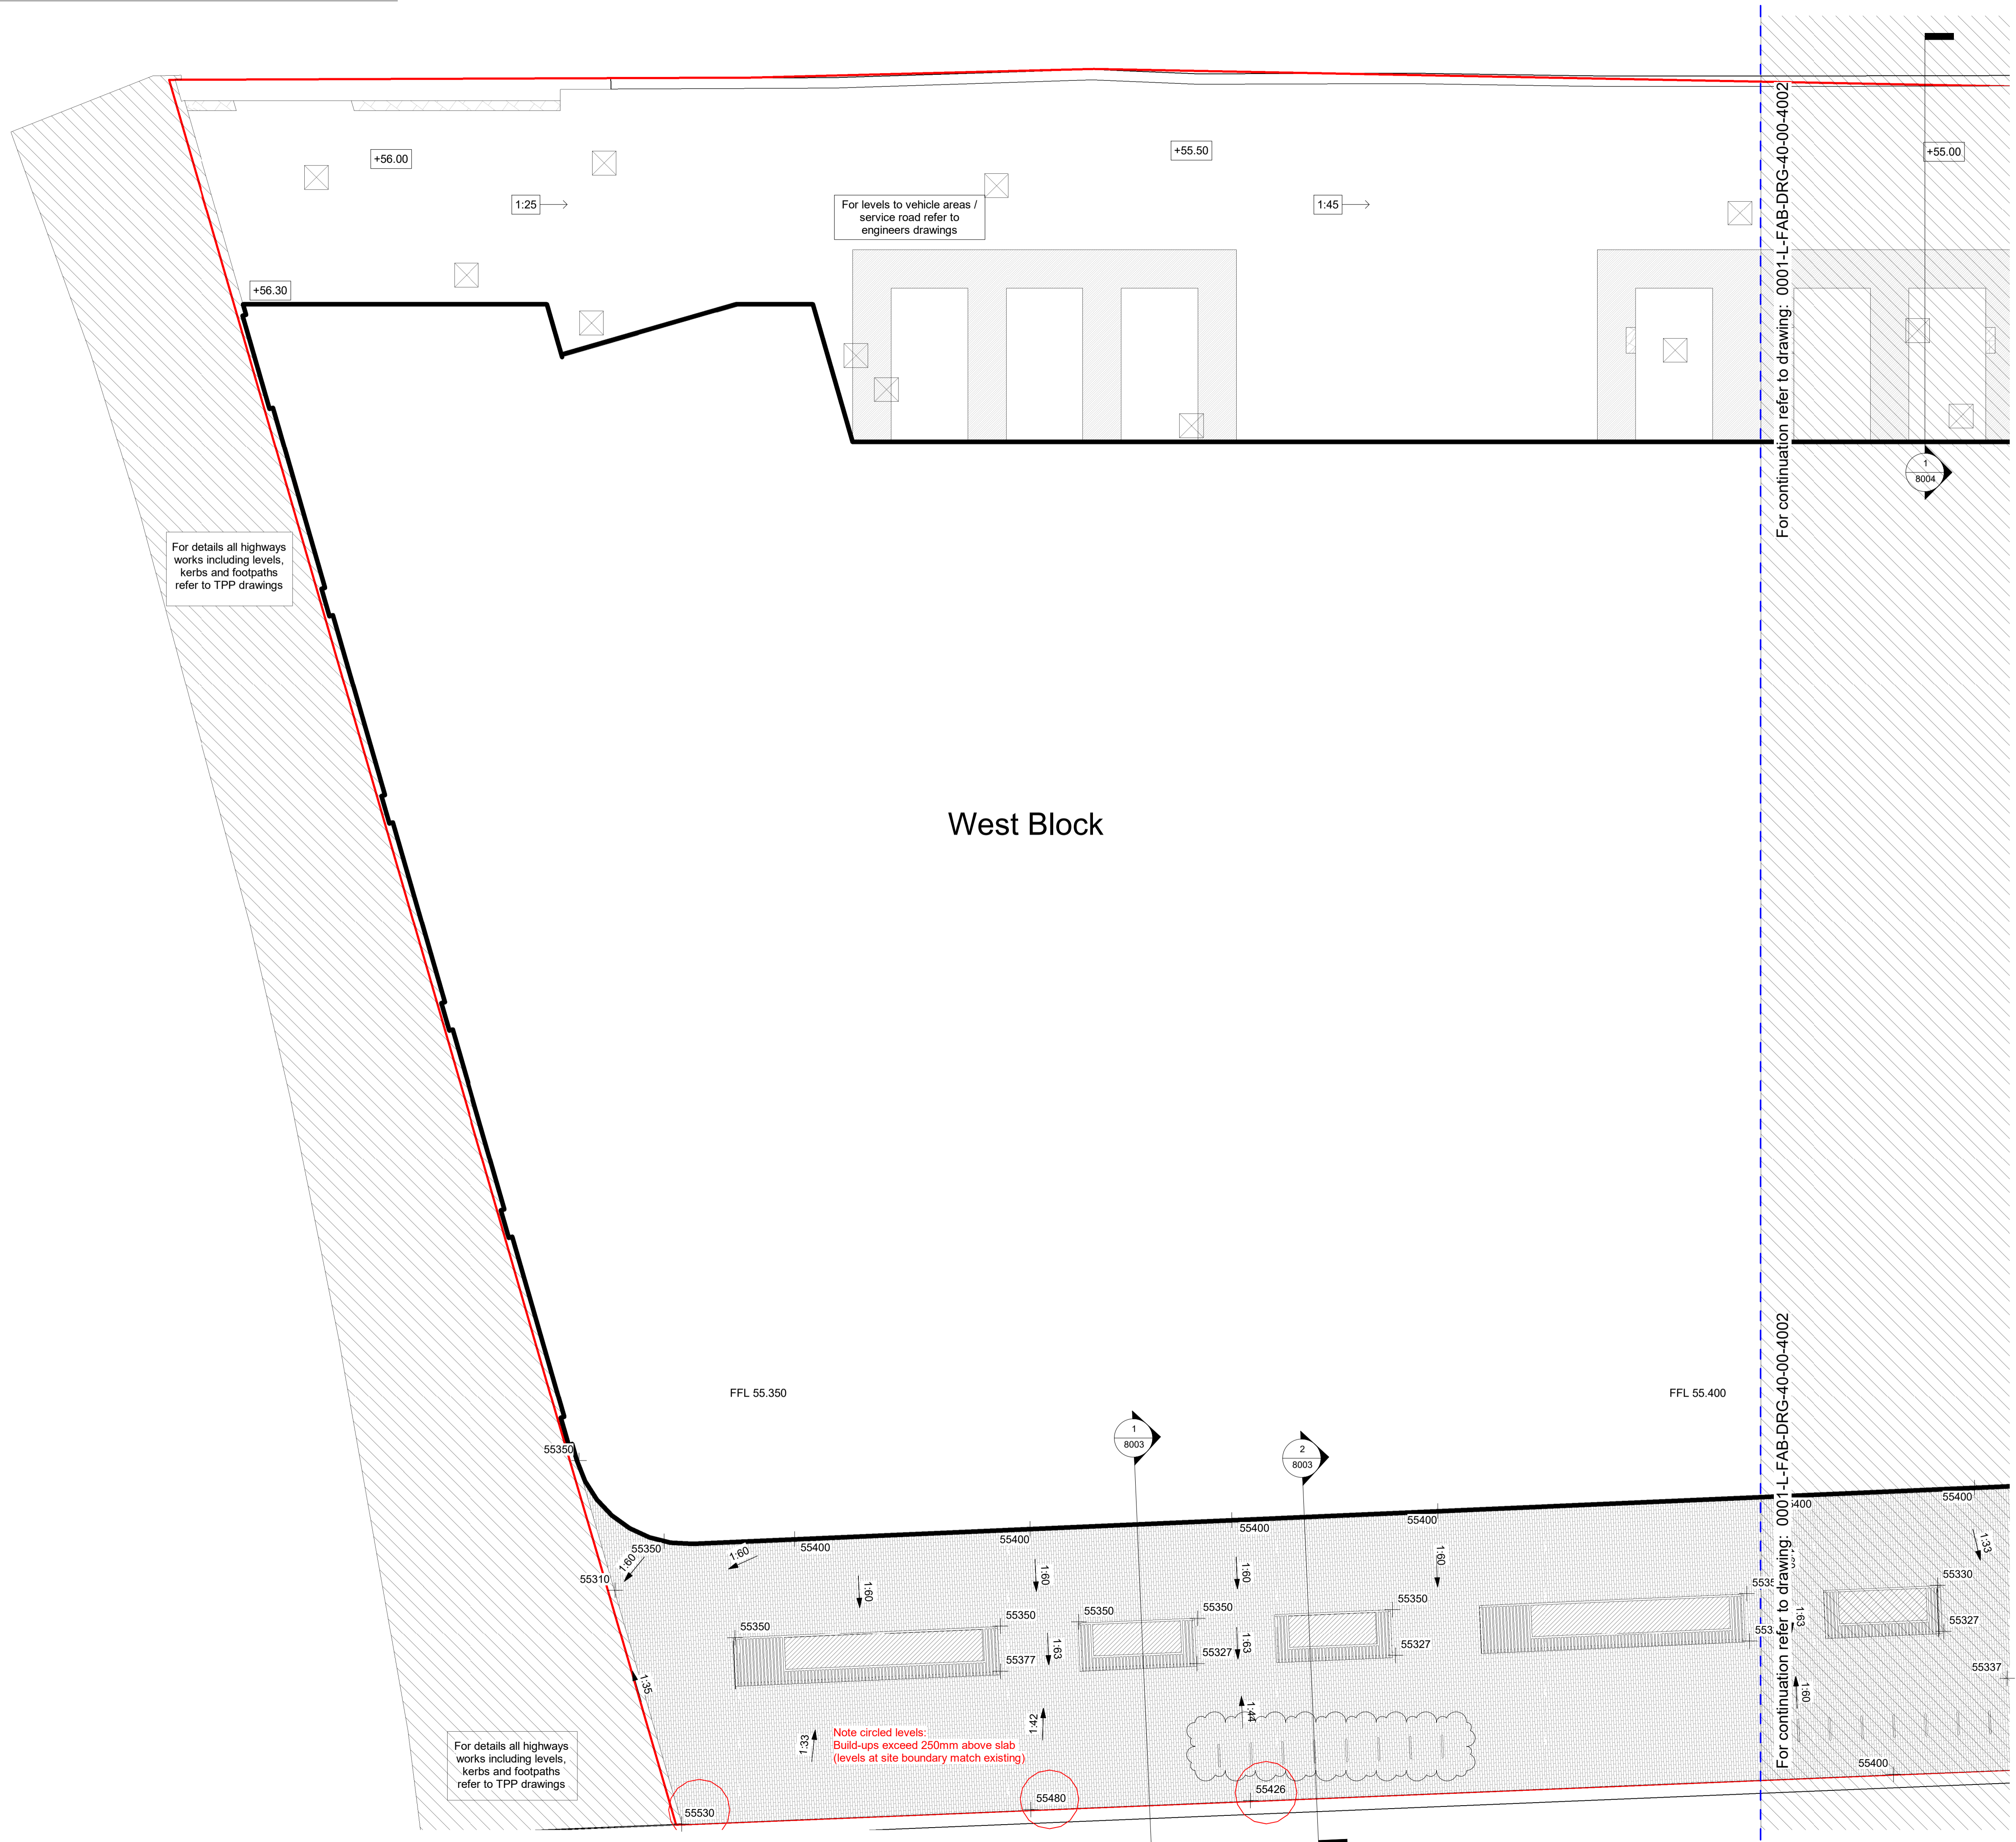 +56.00
+55.50
+55.00
1:25
For levels to vehicle areas /
service road refer to
engineers drawings
1:45
+56.30
For continuation refer to drawing:  0001-L-FAB-DRG-40-00-4002
1
8004
For details all highways
works including levels,
kerbs and footpaths
refer to TPP drawings
West Block
FFL 55.350
FFL 55.400
For continuation refer to drawing:  0001-L-FAB-DRG-40-00-4002
1
8003
2
8003
55350
55350
55400
55400
55400
55400
55400
1:60
1:60
1:60
1:60
1:60
1:60
1:33
55310
55350
55350
55350
55350
55350
55330
55377
55327
55327
55327
55337
1:63
1:63
1:63
1:35
1:33
1:42
1:44
1:60
Note circled levels:
Build-ups exceed 250mm above slab
(levels at site boundary match existing)
For details all highways
works including levels,
kerbs and footpaths
refer to TPP drawings
55530
55480
55426
55400